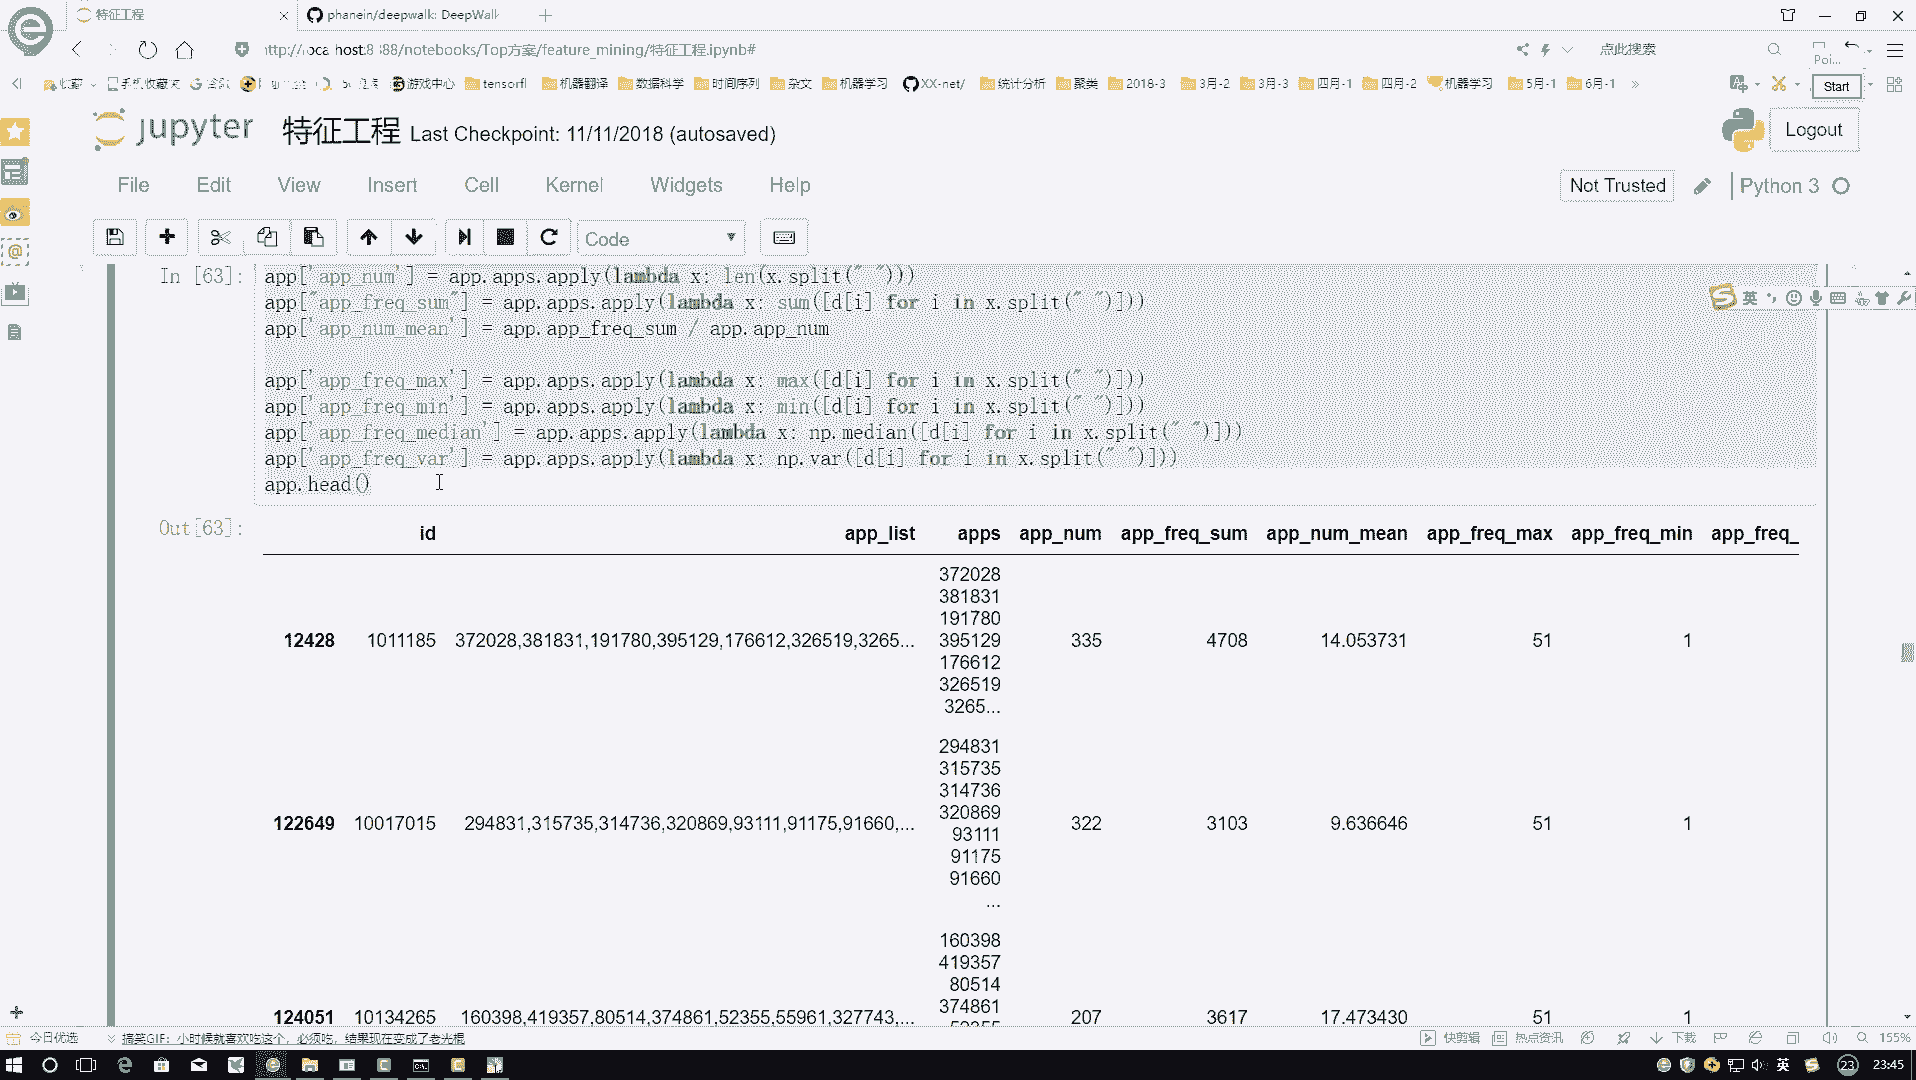 特征工程
phanein/deepwalk: DeepWalk
http://localhost:8888/notebooks/Top方案/feature_mining/特征工程.ipynb#
点此搜索
Poi...
收藏
手机收藏夹
游戏中心
tensorfl
机器翻译
数据科学
时间序列
杂文
机器学习
XX-net/
统计分析
聚类
2018-3
3月-2
3月-3
四月-1
四月-2
机器学习
5月-1
6月-1
»
Start
jupyter 特征工程 Last Checkpoint: 11/11/2018 (autosaved)
Logout
File Edit View Insert Cell Kernel Widgets Help
Not Trusted
Python 3
Code
英
In [63]:
app['app_num'] = app.apps.apply(lambda x: len(x.split(" ")))
app["app_freq_sum"] = app.apps.apply(lambda x: sum([d[i] for i in x.split(" ")]))
app['app_num_mean'] = app.app_freq_sum / app.app_num
app['app_freq_max'] = app.apps.apply(lambda x: max([d[i] for i in x.split(" ")]))
app['app_freq_min'] = app.apps.apply(lambda x: min([d[i] for i in x.split(" ")]))
app['app_freq_median'] = app.apps.apply(lambda x: np.median([d[i] for i in x.split(" ")]))
app['app_freq_var'] = app.apps.apply(lambda x: np.var([d[i] for i in x.split(" ")]))
app.head()
Out[63]:
id app_list apps app_num app_freq_sum app_num_mean app_freq_max app_freq_min app_freq_
372028
381831
191780
12428 1011185 372028,381831,191780,395129,176612,326519,3265... 395129 335 4708 14.053731 51 1
176612
326519
3265...
294831
315735
314736
122649 10017015 294831,315735,314736,320869,93111,91175,91660,... 320869 322 3103 9.636646 51 1
93111
91175
91660
...
160398
419357
80514
374861
124051 10134265 160398,419357,80514,374861,52355,55961,327743,... 52355 207 3617 17.473430 51 1
今日优选
搞笑GIF: 小时候就喜欢吃这个，必须吃，结果现在变成了老光棍
快剪辑
热点资讯
下载
155%
英
23
23:45